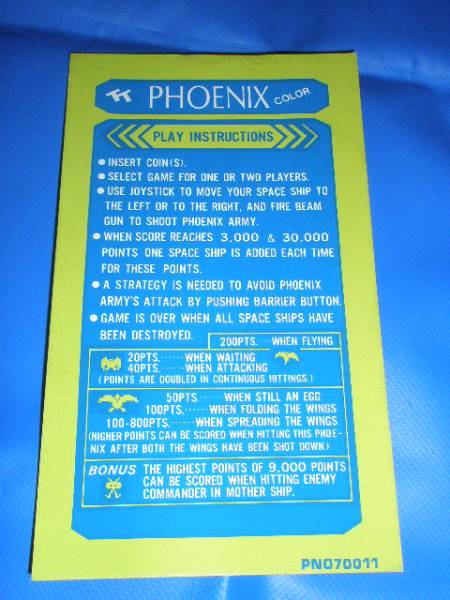 PHOENIX COLOR
PLAY INSTRUCTIONS
• INSERT COIN(S).
• SELECT GAME FOR ONE OR TWO PLAYERS.
• USE JOYSTICK TO MOVE YOUR SPACE SHIP TO
THE LEFT OR TO THE RIGHT, AND FIRE BEAM
GUN TO SHOOT PHOENIX ARMY.
• WHEN SCORE REACHES 3,000 & 30,000
POINTS ONE SPACE SHIP IS ADDED EACH TIME
FOR THESE POINTS.
• A STRATEGY IS NEEDED TO AVOID PHOENIX
ARMY'S ATTACK BY PUSHING BARRIER BUTTON.
• GAME IS OVER WHEN ALL SPACE SHIPS HAVE
BEEN DESTROYED.
200PTS.···WHEN FLYING
20PTS.······WHEN WAITING
40PTS.······WHEN ATTACKING
(POINTS ARE DOUBLED IN CONTINUOUS HITTINGS.)
50PTS.······WHEN STILL AN EGG
100PTS.······WHEN FOLDING THE WINGS
100-800PTS.······WHEN SPREADING THE WINGS
(HIGHER POINTS CAN BE SCORED WHEN HITTING THIS PHOE-
NIX AFTER BOTH THE WINGS HAVE BEEN SHOT DOWN.)
BONUS THE HIGHEST POINTS OF 9,000 POINTS
CAN BE SCORED WHEN HITTING ENEMY
COMMANDER IN MOTHER SHIP.
PNO70011